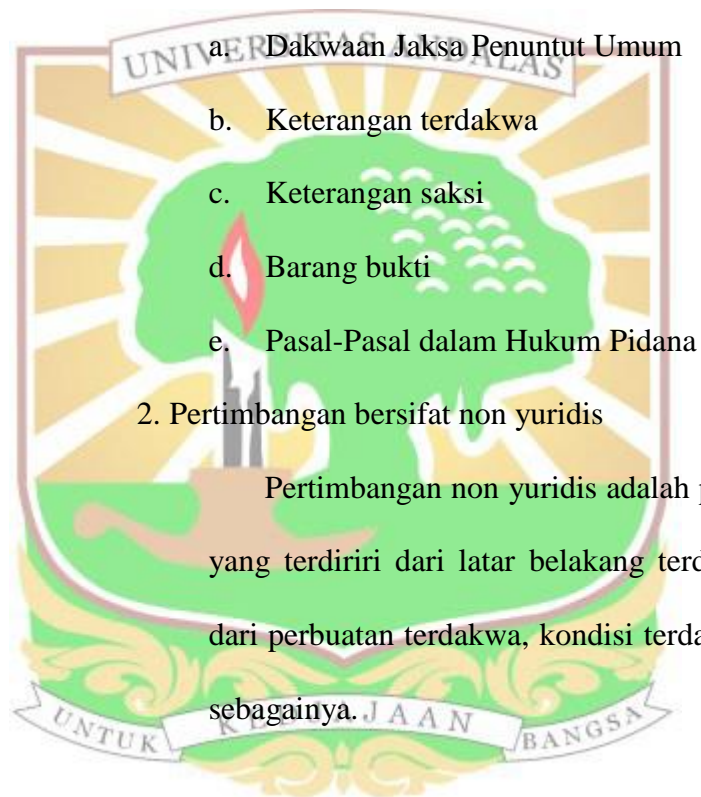 UNIVERSITAS ANDALAS
a. Dakwaan Jaksa Penuntut Umum
b. Keterangan terdakwa
c. Keterangan saksi
d. Barang bukti
e. Pasal-Pasal dalam Hukum Pidana
2. Pertimbangan bersifat non yuridis
Pertimbangan non yuridis adalah
yang terdiriri dari latar belakang
dari perbuatan terdakwa, kondisi
sebagainya.
UNTUK KEDJAJAAN BANGSA